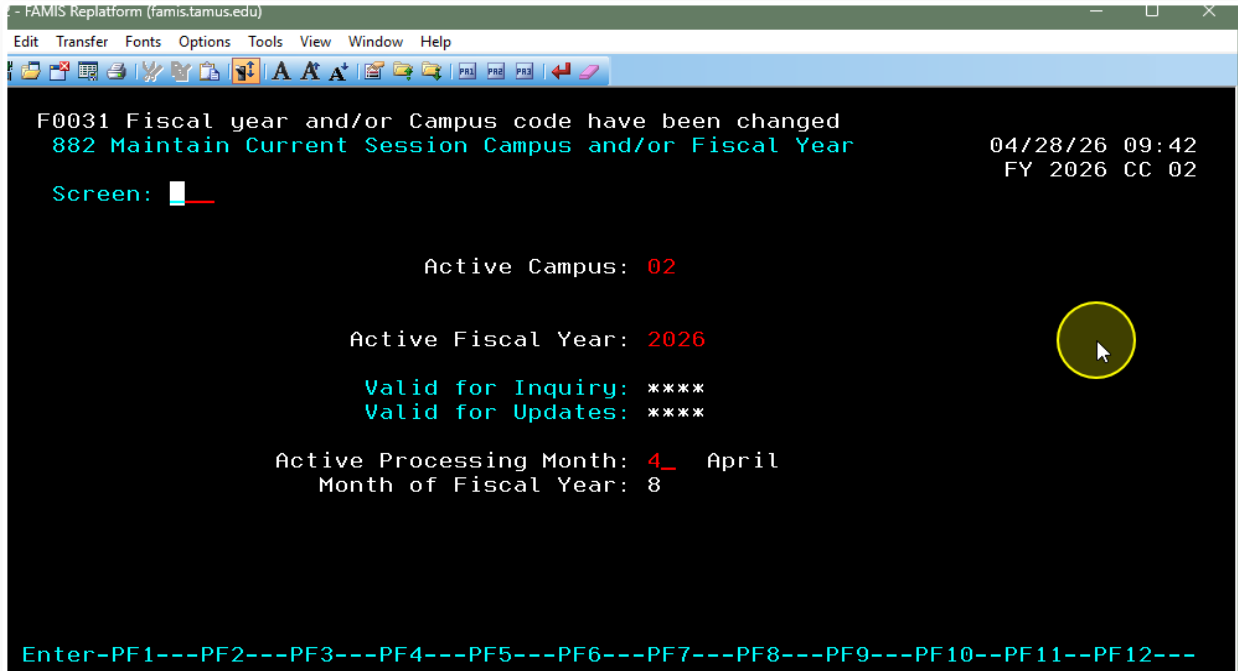 - FAMIS Replatform (famis.tamus.edu)
Edit Transfer Fonts Options Tools View Window Help
PA1 PA2 PA3
F0031 Fiscal year and/or Campus code have been changed
882 Maintain Current Session Campus and/or Fiscal Year 04/28/26 09:42
FY 2026 CC 02
Screen: ___
Active Campus: 02
Active Fiscal Year: 2026
Valid for Inquiry: ****
Valid for Updates: ****
Active Processing Month: 4_ April
Month of Fiscal Year: 8
Enter-PF1---PF2---PF3---PF4---PF5---PF6---PF7---PF8---PF9---PF10--PF11--PF12---